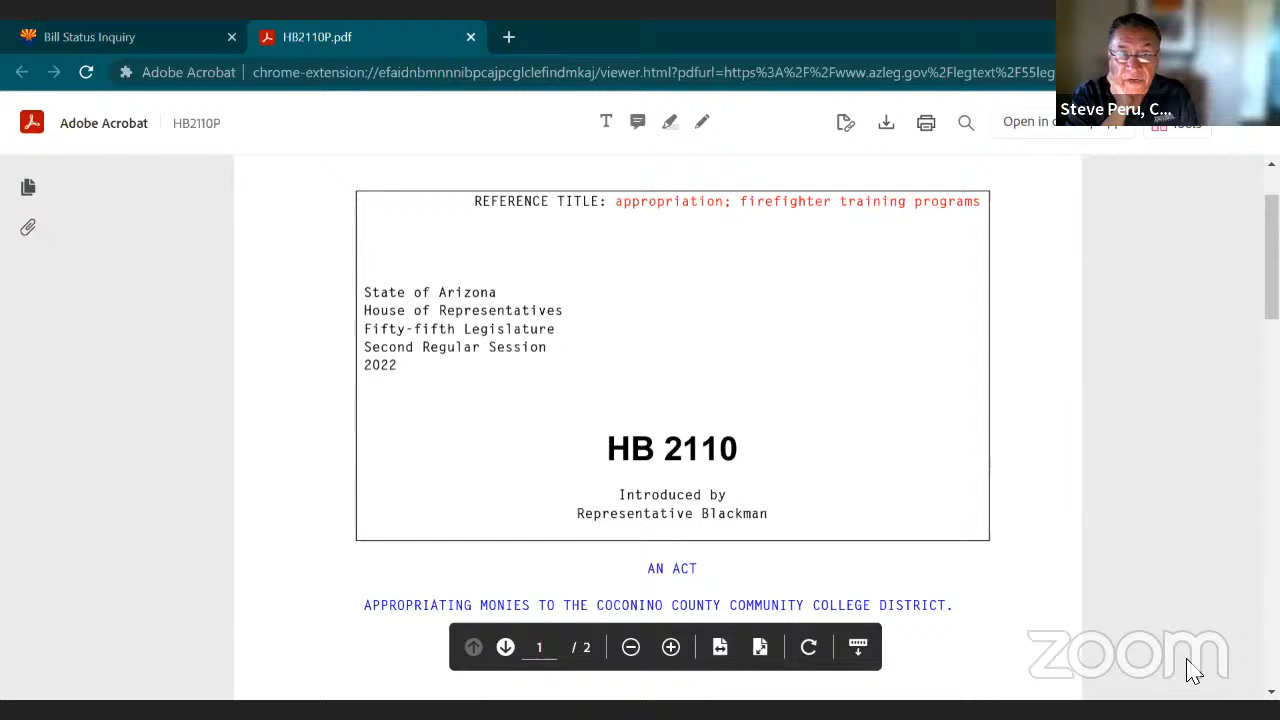 Bill Status Inquiry
HB2110P.pdf
Adobe Acrobat
chrome-extension://efaidnbmnnnibpcajpcglclefindmkaj/viewer.html?pdfurl=https%3A%2F%2Fwww.azleg.gov%2Flegtext%2F55leg
Steve Peru, C...
Adobe Acrobat
HB2110P
Open in
REFERENCE TITLE: appropriation; firefighter training programs
State of Arizona
House of Representatives
Fifty-fifth Legislature
Second Regular Session
2022
HB 2110
Introduced by
Representative Blackman
AN ACT
APPROPRIATING MONIES TO THE COCONINO COUNTY COMMUNITY COLLEGE DISTRICT.
1 / 2
zoom